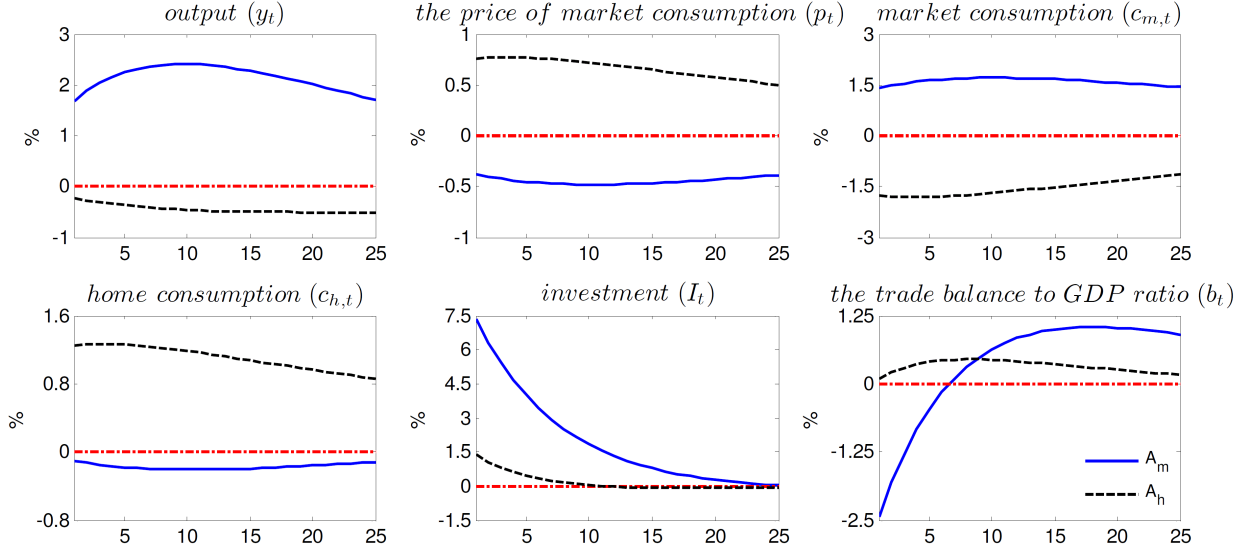 output (y_t)
3
2
1
0
-1
%
5 10 15 20 25
the price of market consumption (p_t)
1
0.5
0
-0.5
-1
%
5 10 15 20 25
market consumption (c_{m,t})
3
1.5
0
-1.5
-3
%
5 10 15 20 25
home consumption (c_{h,t})
1.6
0.8
0
-0.8
%
5 10 15 20 25
investment (I_t)
7.5
6
4.5
3
1.5
0
-1.5
%
5 10 15 20 25
the trade balance to GDP ratio (b_t)
1.25
0
-1.25
-2.5
%
5 10 15 20 25
A_m
A_h